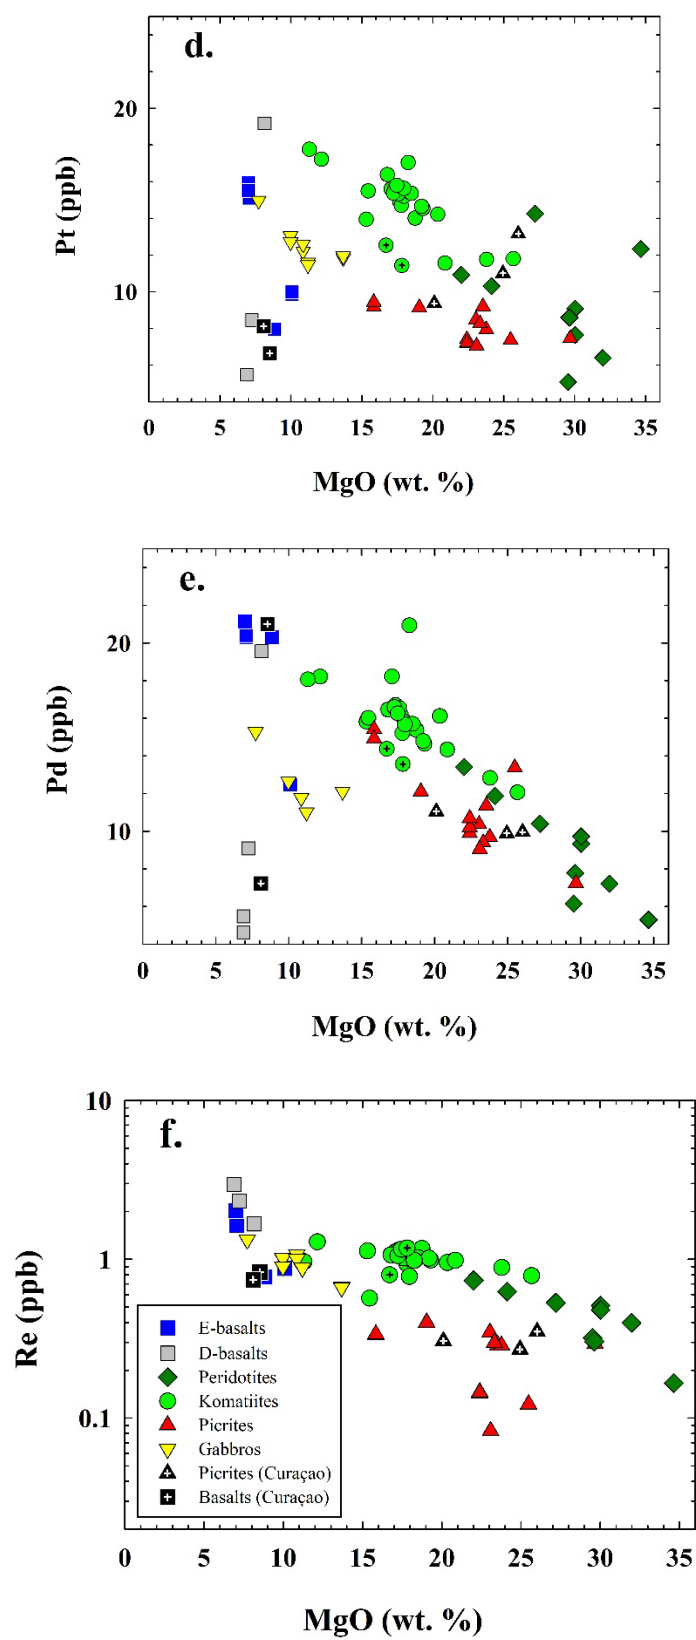 d.
Pt (ppb)
20
10
0 5 10 15 20 25 30 35
MgO (wt. %)
e.
Pd (ppb)
20
10
0 5 10 15 20 25 30 35
MgO (wt. %)
f.
Re (ppb)
10
1
0.1
E-basalts
D-basalts
Peridotites
Komatiites
Picrites
Gabbros
Picrites (Curaçao)
Basalts (Curaçao)
0 5 10 15 20 25 30 35
MgO (wt. %)